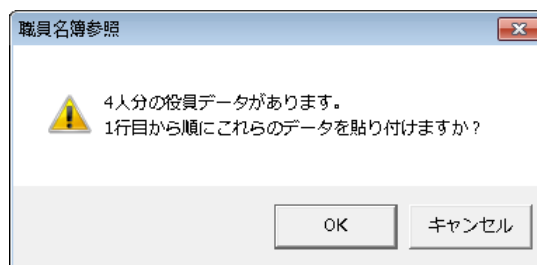 職員名簿参照
4人分の役員データがあります。
1行目から順にこれらのデータを貼り付けますか？
OK
キャンセル